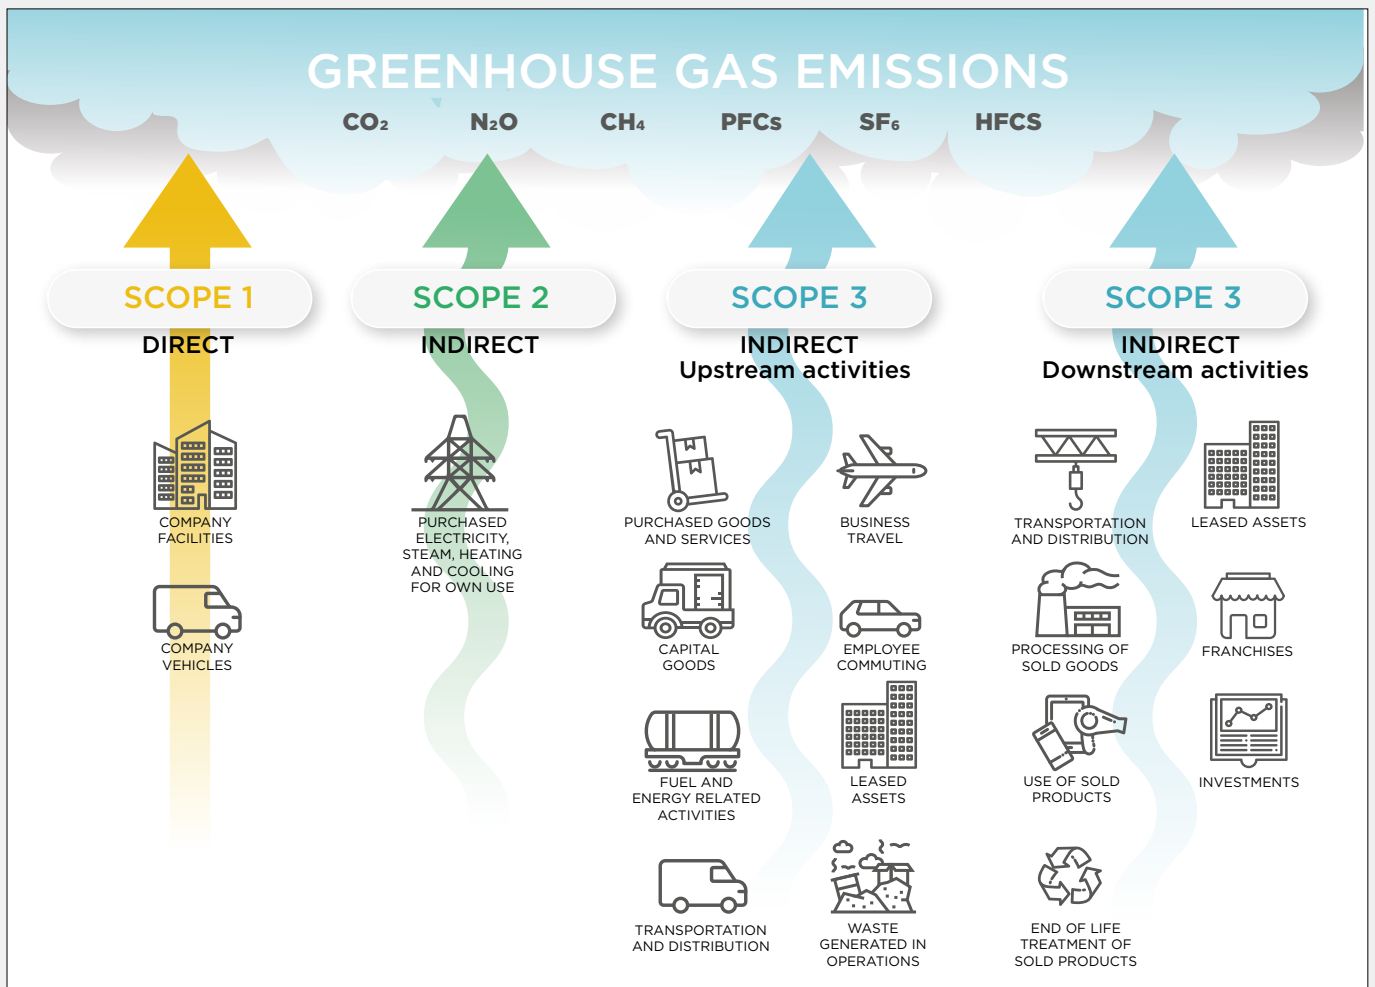 GREENHOUSE GAS EMISSIONS
CO₂ N₂O CH₄ PFCs SF₆ HFCS
SCOPE 1
DIRECT
COMPANY
FACILITIES
COMPANY
VEHICLES
SCOPE 2
INDIRECT
PURCHASED
ELECTRICITY,
STEAM, HEATING
AND COOLING
FOR OWN USE
SCOPE 3
INDIRECT
Upstream activities
PURCHASED GOODS
AND SERVICES
BUSINESS
TRAVEL
CAPITAL
GOODS
EMPLOYEE
COMMUTING
FUEL AND
ENERGY RELATED
ACTIVITIES
LEASED
ASSETS
TRANSPORTATION
AND DISTRIBUTION
WASTE
GENERATED IN
OPERATIONS
SCOPE 3
INDIRECT
Downstream activities
TRANSPORTATION
AND DISTRIBUTION
LEASED ASSETS
PROCESSING OF
SOLD GOODS
FRANCHISES
USE OF SOLD
PRODUCTS
INVESTMENTS
END OF LIFE
TREATMENT OF
SOLD PRODUCTS